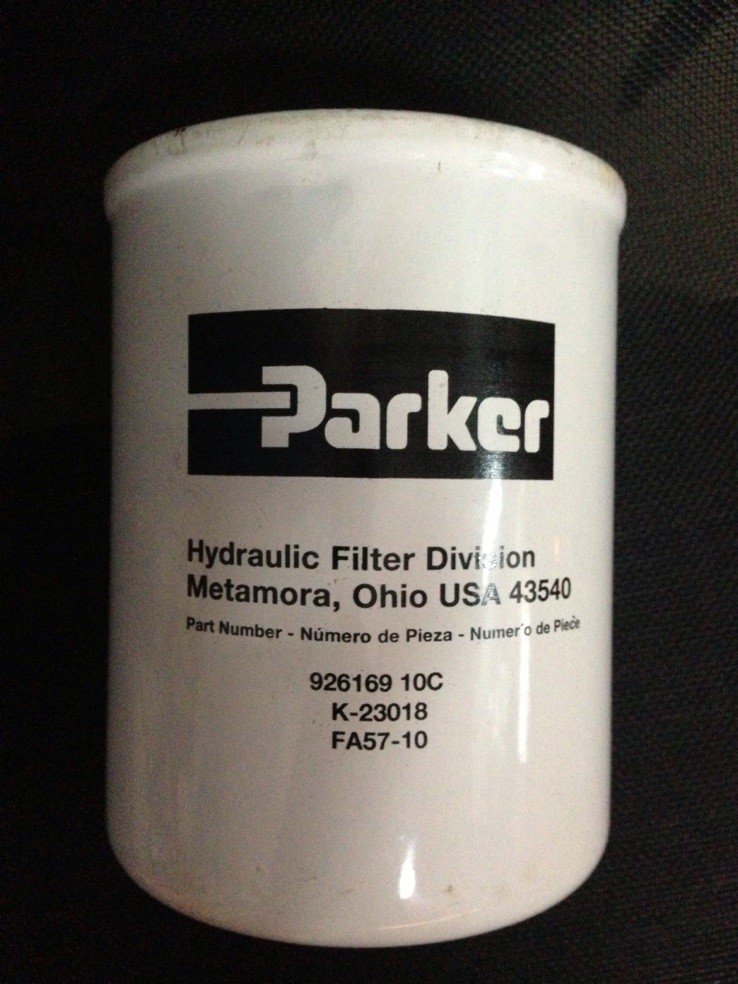 Parker
Hydraulic Filter Division
Metamora, Ohio USA 43540
Part Number - Número de Pieza - Numer'o de Piece
926169 10C
K-23018
FA57-10